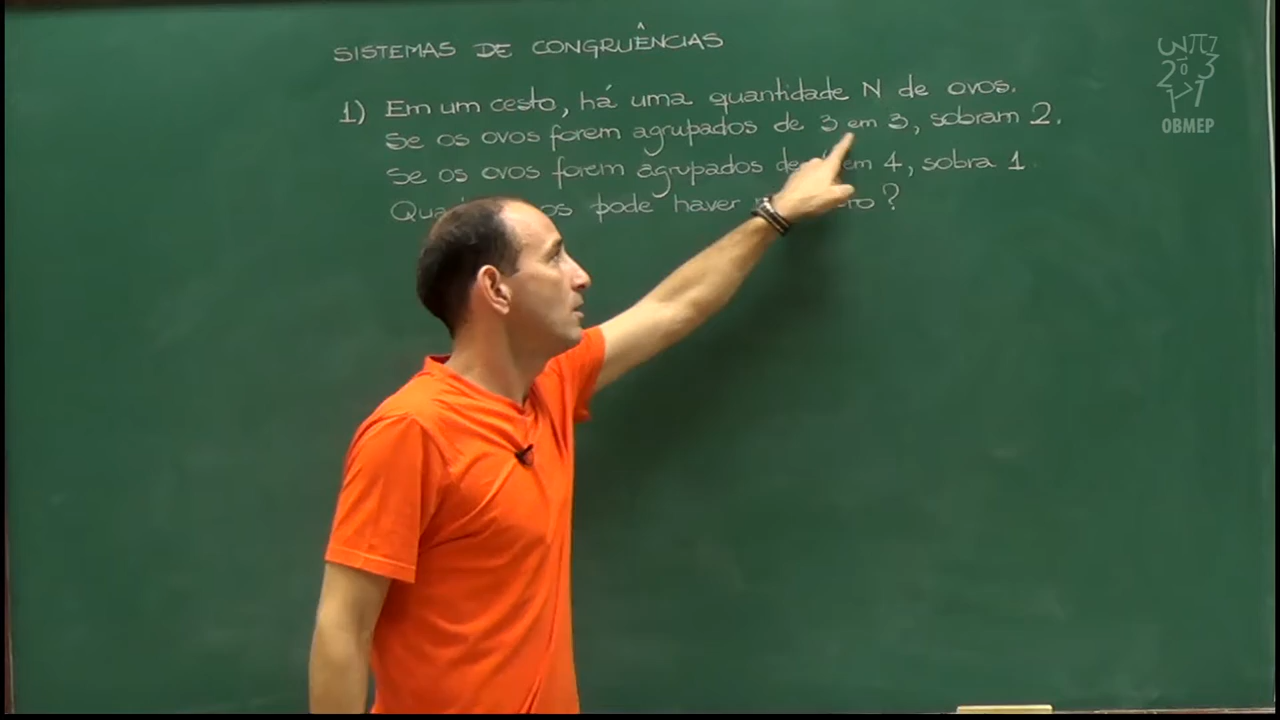 SISTEMAS DE CONGRUÊNCIAS
1) Em um cesto, há uma quantidade N de ovos.
Se os ovos forem agrupados de 3 em 3, sobram 2.
Se os ovos forem agrupados de em 4, sobra 1.
pode haver ?
OBMEP